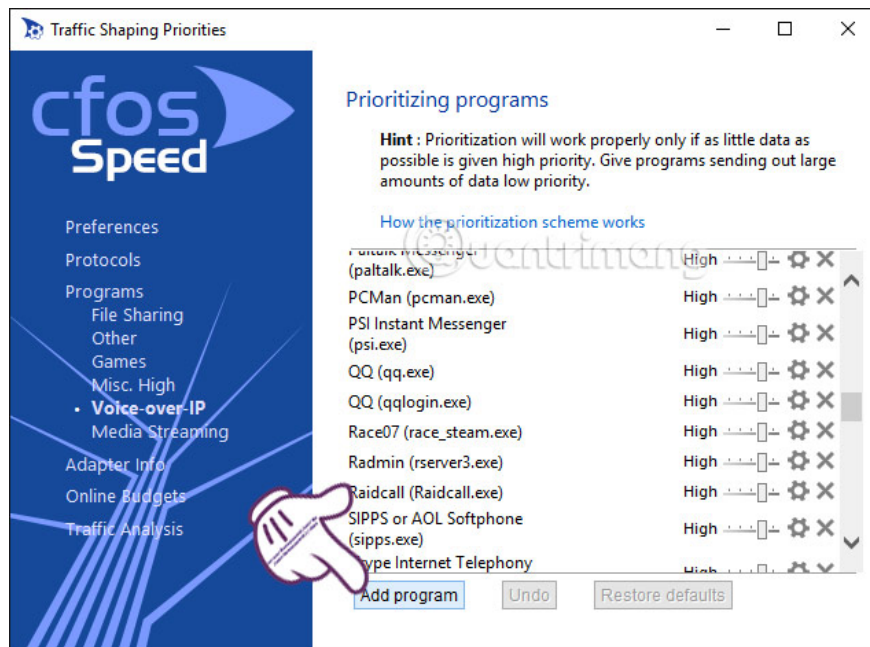 Traffic Shaping Priorities
cfos
Speed
Preferences
Protocols
Programs
File Sharing
Other
Games
Misc. High
• Voice-over-IP
Media Streaming
Adapter Info
Online Budgets
Traffic Analysis
Prioritizing programs
Hint : Prioritization will work properly only if as little data as
possible is given high priority. Give programs sending out large
amounts of data low priority.
How the prioritization scheme works
Quantrimang
Paltalk Messenger
(paltalk.exe) High
PCMan (pcman.exe) High
PSI Instant Messenger
(psi.exe) High
QQ (qq.exe) High
QQ (qqlogin.exe) High
Race07 (race_steam.exe) High
Radmin (rserver3.exe) High
Raidcall (Raidcall.exe) High
SIPPS or AOL Softphone
(sipps.exe) High
Skype Internet Telephony
High
Add program Undo Restore defaults